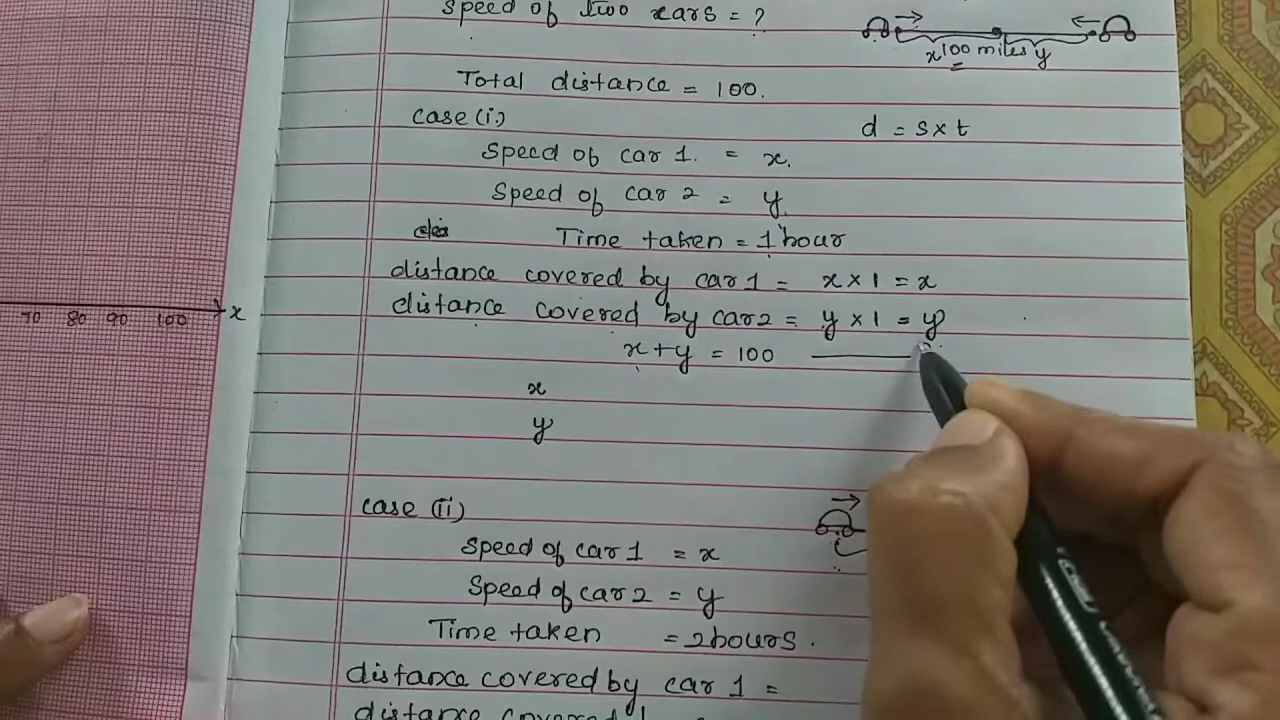 speed of two cars = ?
x 100 miles y
Total distance = 100.
case (i)
d = s x t
Speed of car 1. = x.
Speed of car 2 = y.
Time taken = 1 hour
distance covered by car 1 = x x 1 = x
distance covered by car 2 = y x 1 = y
70 80 90 100 x
x + y = 100
x
y
case (ii)
Speed of car 1 = x
Speed of car 2 = y
Time taken = 2 hours.
distance covered by car 1 =
distance covered